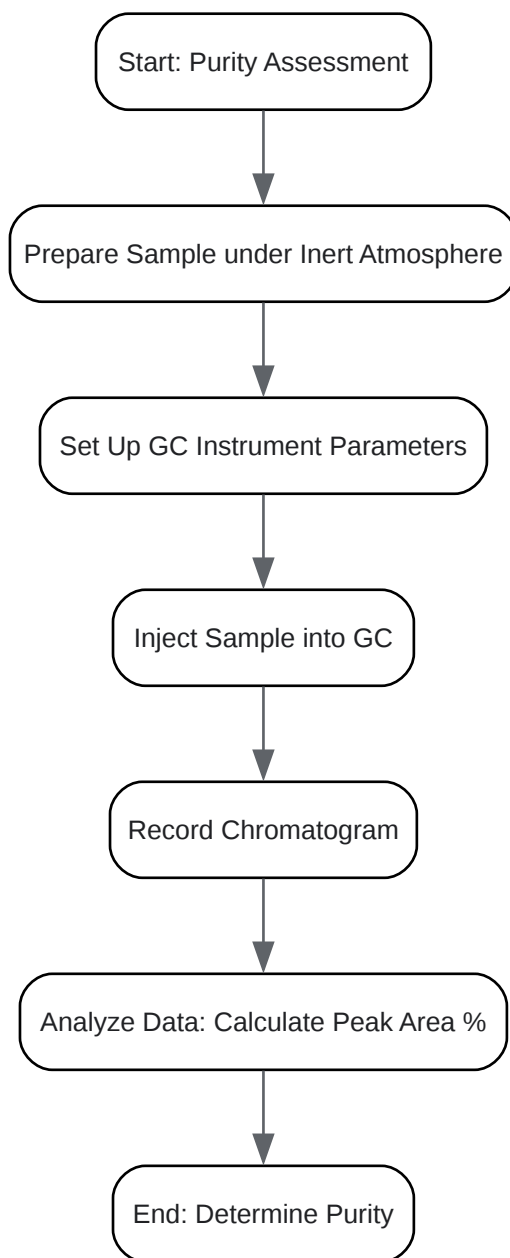 Start: Purity Assessment
Prepare Sample under Inert Atmosphere
Set Up GC Instrument Parameters
Inject Sample into GC
Record Chromatogram
Analyze Data: Calculate Peak Area %
End: Determine Purity